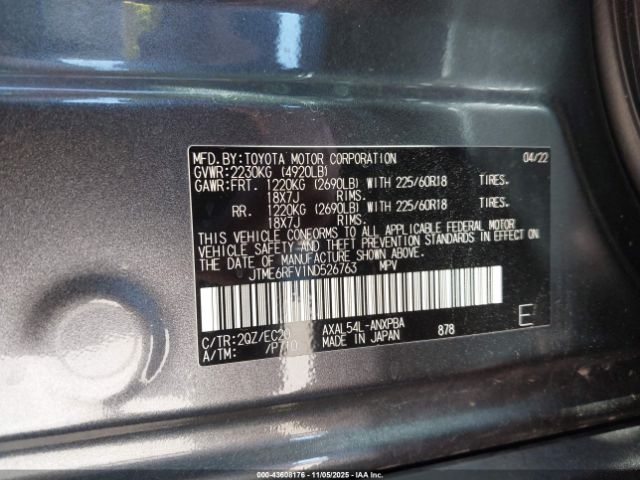 MFD.BY:TOYOTA MOTOR CORPORATION 04/22
GVWR:2230KG (4920LB)
GAWR:FRT. 1220KG (2690LB) WITH 225/60R18 TIRES.
18X7J RIMS.
RR. 1220KG (2690LB) WITH 225/60R18 TIRES.
18X7J RIMS.
THIS VEHICLE CONFORMS TO ALL APPLICABLE FEDERAL MOTOR
VEHICLE SAFETY AND THEFT PREVENTION STANDARDS IN EFFECT
ON THE DATE OF MANUFACTURE SHOWN ABOVE.
JTME6RFV1ND526763 MPV
C/TR:2QZ/EC20 AXAL54L-ANXPBA 878 E
A/TM: /P710 MADE IN JAPAN
000-43608176 - 11/05/2025 - IAA Inc. (ACV)